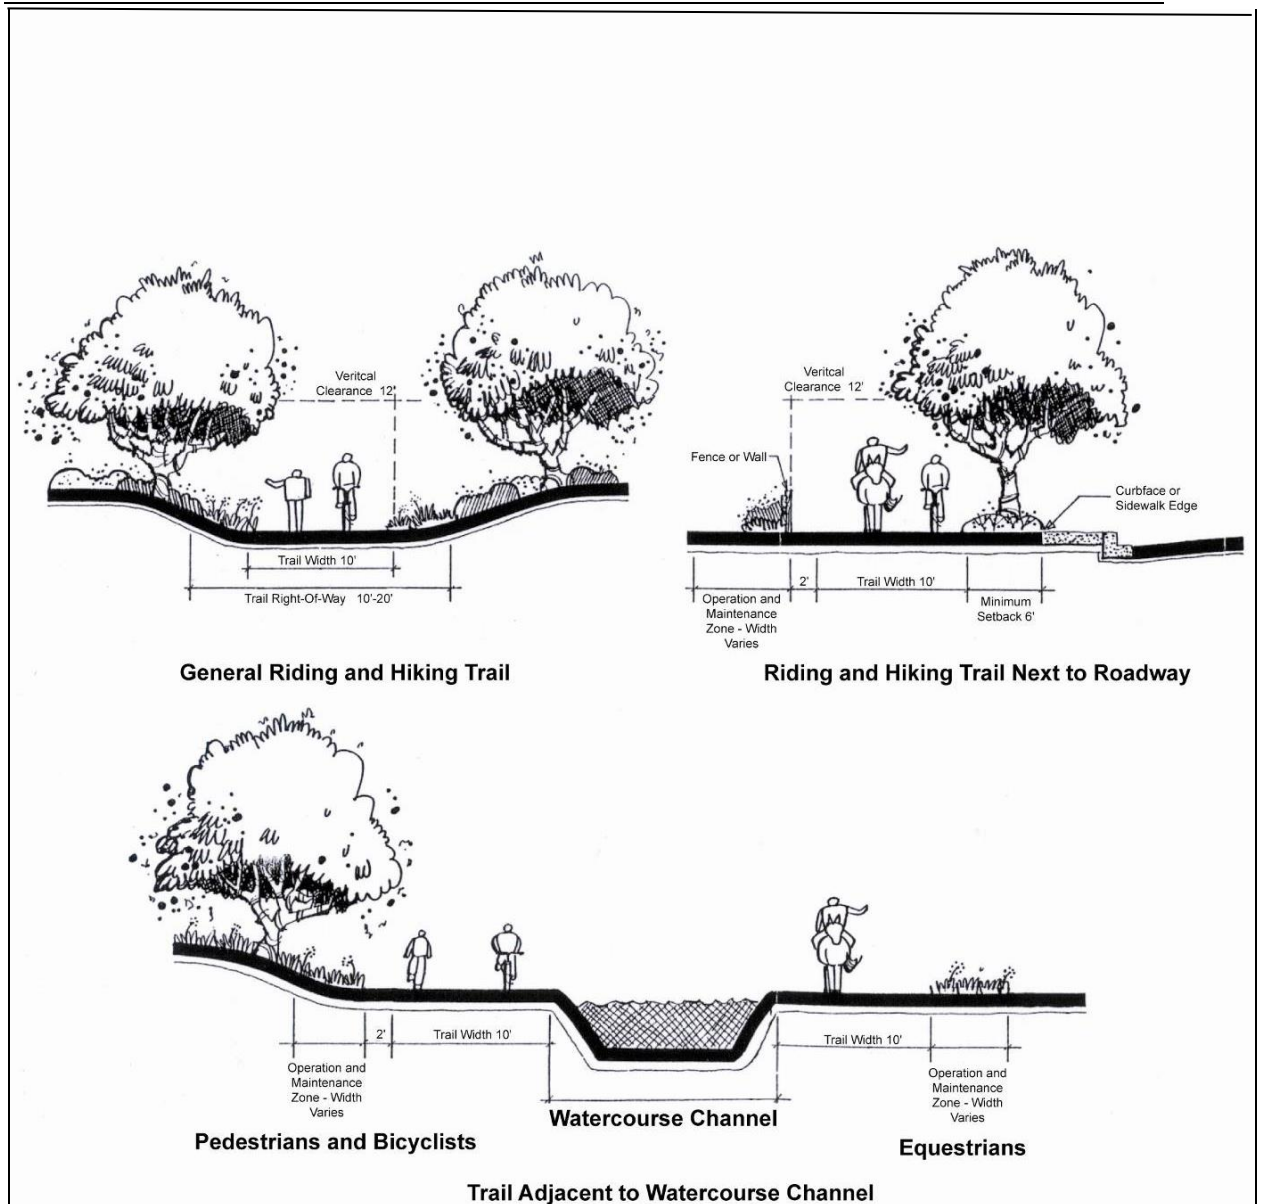 Veritcal
Clearance 12'
Trail Width 10'
Trail Right-Of-Way 10'-20'
General Riding and Hiking Trail
Veritcal
Clearance 12'
Fence or Wall
Curbface or
Sidewalk Edge
2'
Trail Width 10'
Operation and
Maintenance
Zone - Width
Varies
Minimum
Setback 6'
Riding and Hiking Trail Next to Roadway
2'
Trail Width 10'
Operation and
Maintenance
Zone - Width
Varies
Pedestrians and Bicyclists
Watercourse Channel
Trail Width 10'
Operation and
Maintenance
Zone - Width
Varies
Equestrians
Trail Adjacent to Watercourse Channel